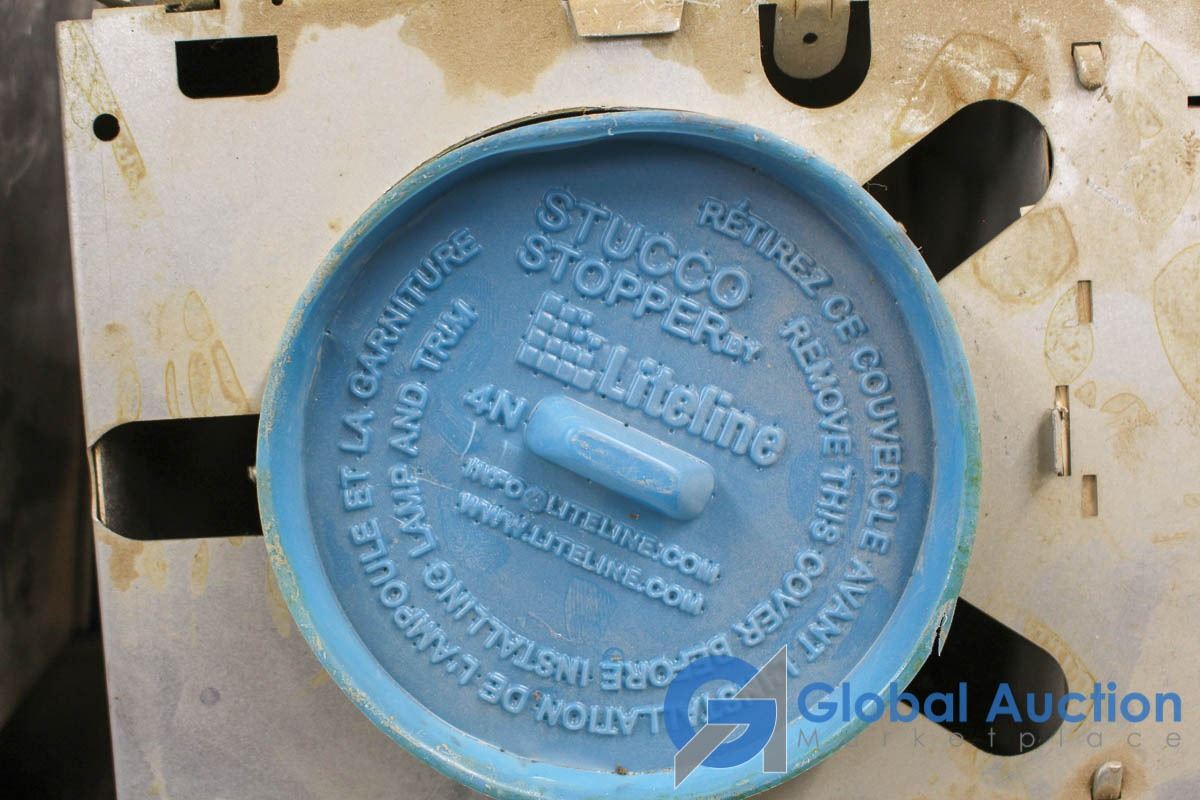 STUCCO
STOPPER BY
Liteline
4N
INFO@LITELINE.COM
WWW.LITELINE.COM
RÉTIREZ CE COUVERCLE AVANT L'INSTALLATION DE L'AMPOULE ET LA GARNITURE
REMOVE THIS COVER BEFORE INSTALLING LAMP AND TRIM
Global Auction
Marketplace